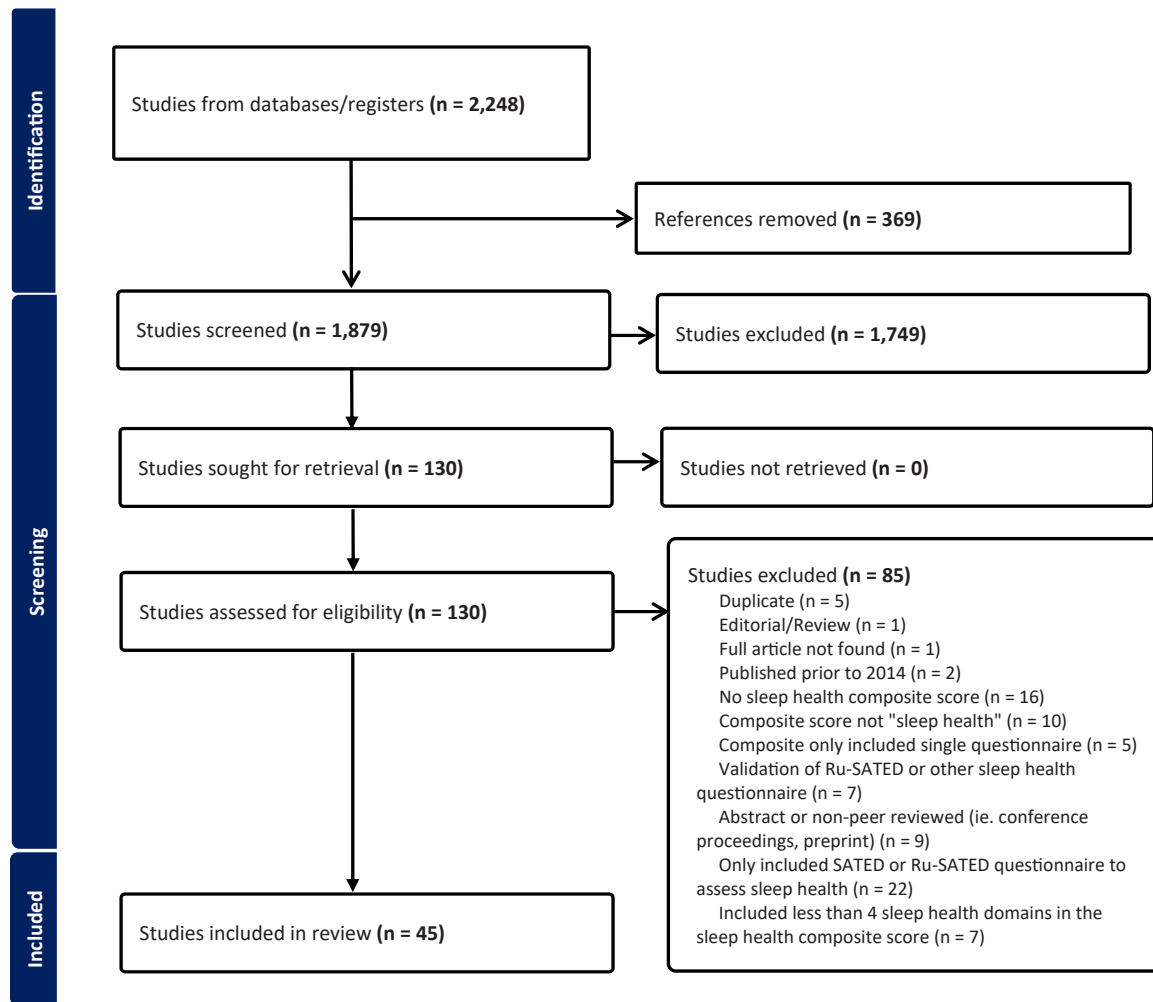 Identification
Studies from databases/registers (n = 2,248)
References removed (n = 369)
Screening
Studies screened (n = 1,879)
Studies excluded (n = 1,749)
Studies sought for retrieval (n = 130)
Studies not retrieved (n = 0)
Studies assessed for eligibility (n = 130)
Studies excluded (n = 85)
Duplicate (n = 5)
Editorial/Review (n = 1)
Full article not found (n = 1)
Published prior to 2014 (n = 2)
No sleep health composite score (n = 16)
Composite score not "sleep health" (n = 10)
Composite only included single questionnaire (n = 5)
Validation of Ru-SATED or other sleep health
questionnaire (n = 7)
Abstract or non-peer reviewed (ie. conference
proceedings, preprint) (n = 9)
Only included SATED or Ru-SATED questionnaire to
assess sleep health (n = 22)
Included less than 4 sleep health domains in the
sleep health composite score (n = 7)
Included
Studies included in review (n = 45)